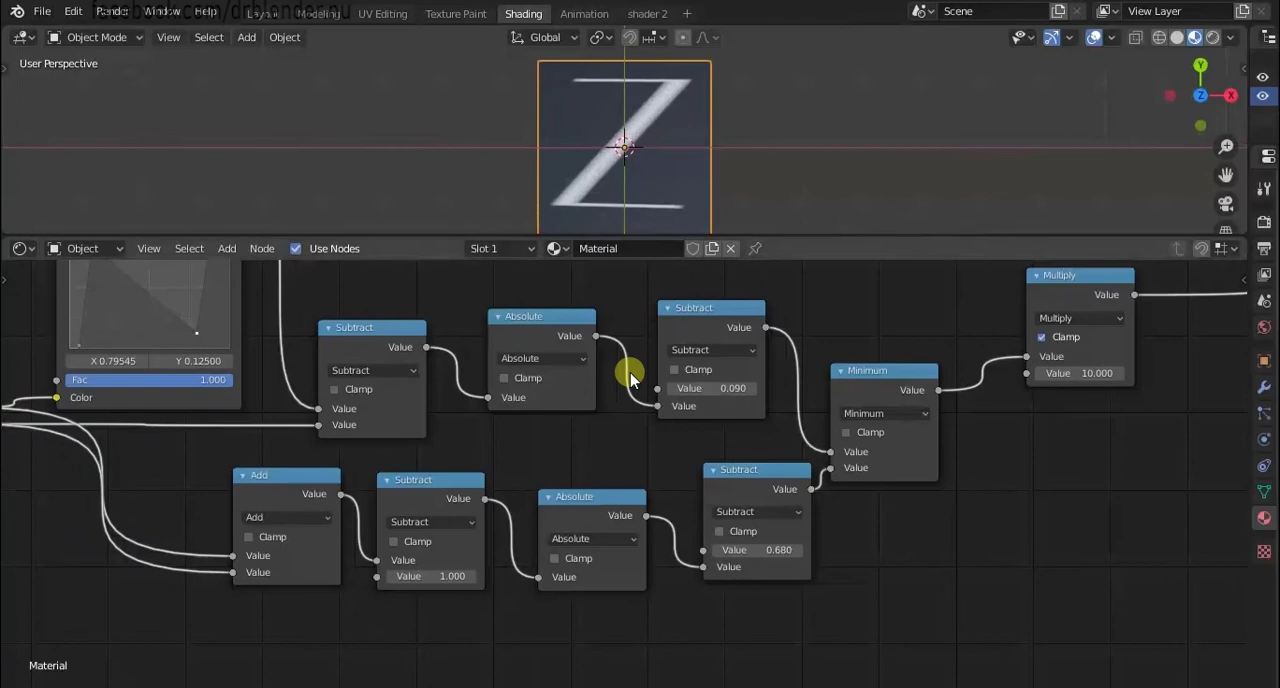 facebook.com/drblender.nu
File Edit Render Window Help Layout Modeling UV Editing Texture Paint Shading Animation shader 2 + Scene View Layer
Object Mode View Select Add Object Global
User Perspective
Y
Z X
Object View Select Add Node Use Nodes Slot 1 Material
X 0.79545 Y 0.12500
Fac 1.000
Color
Subtract
Value
Subtract
Clamp
Value
Value
Absolute
Value
Absolute
Clamp
Value
Subtract
Value
Subtract
Clamp
Value 0.090
Value
Minimum
Value
Minimum
Clamp
Value
Value
Multiply
Value
Multiply
Clamp
Value
Value 10.000
Add
Value
Add
Clamp
Value
Value
Subtract
Value
Subtract
Clamp
Value
Value 1.000
Absolute
Value
Absolute
Clamp
Value
Subtract
Value
Subtract
Clamp
Value 0.680
Value
Material